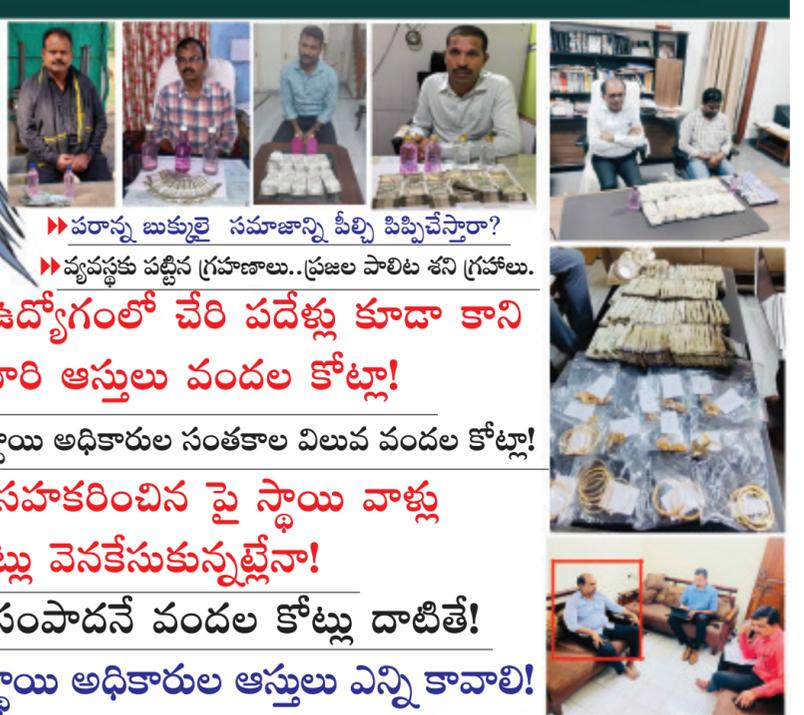 పరాన్న బుక్కులై సమాజాన్ని పీల్చి పిప్పిచేస్తారా?
వ్యవస్థకు పట్టిన గ్రహణాలు..ప్రజల పాలిట శని గ్రహాలు.
ఉద్యోగంలో చేరి పదేళ్లు కూడా కాని
వారి ఆస్తులు వందల కోట్లా!
స్థాయి అధికారుల సంతకాల విలువ వందల కోట్లా!
సహకరించిన పై స్థాయి వాళ్లు
వెనకేసుకున్నట్లేనా!
సంపాదనే వందల కోట్లు దాటితే!
స్థాయి అధికారుల ఆస్తులు ఎన్ని కావాలి!